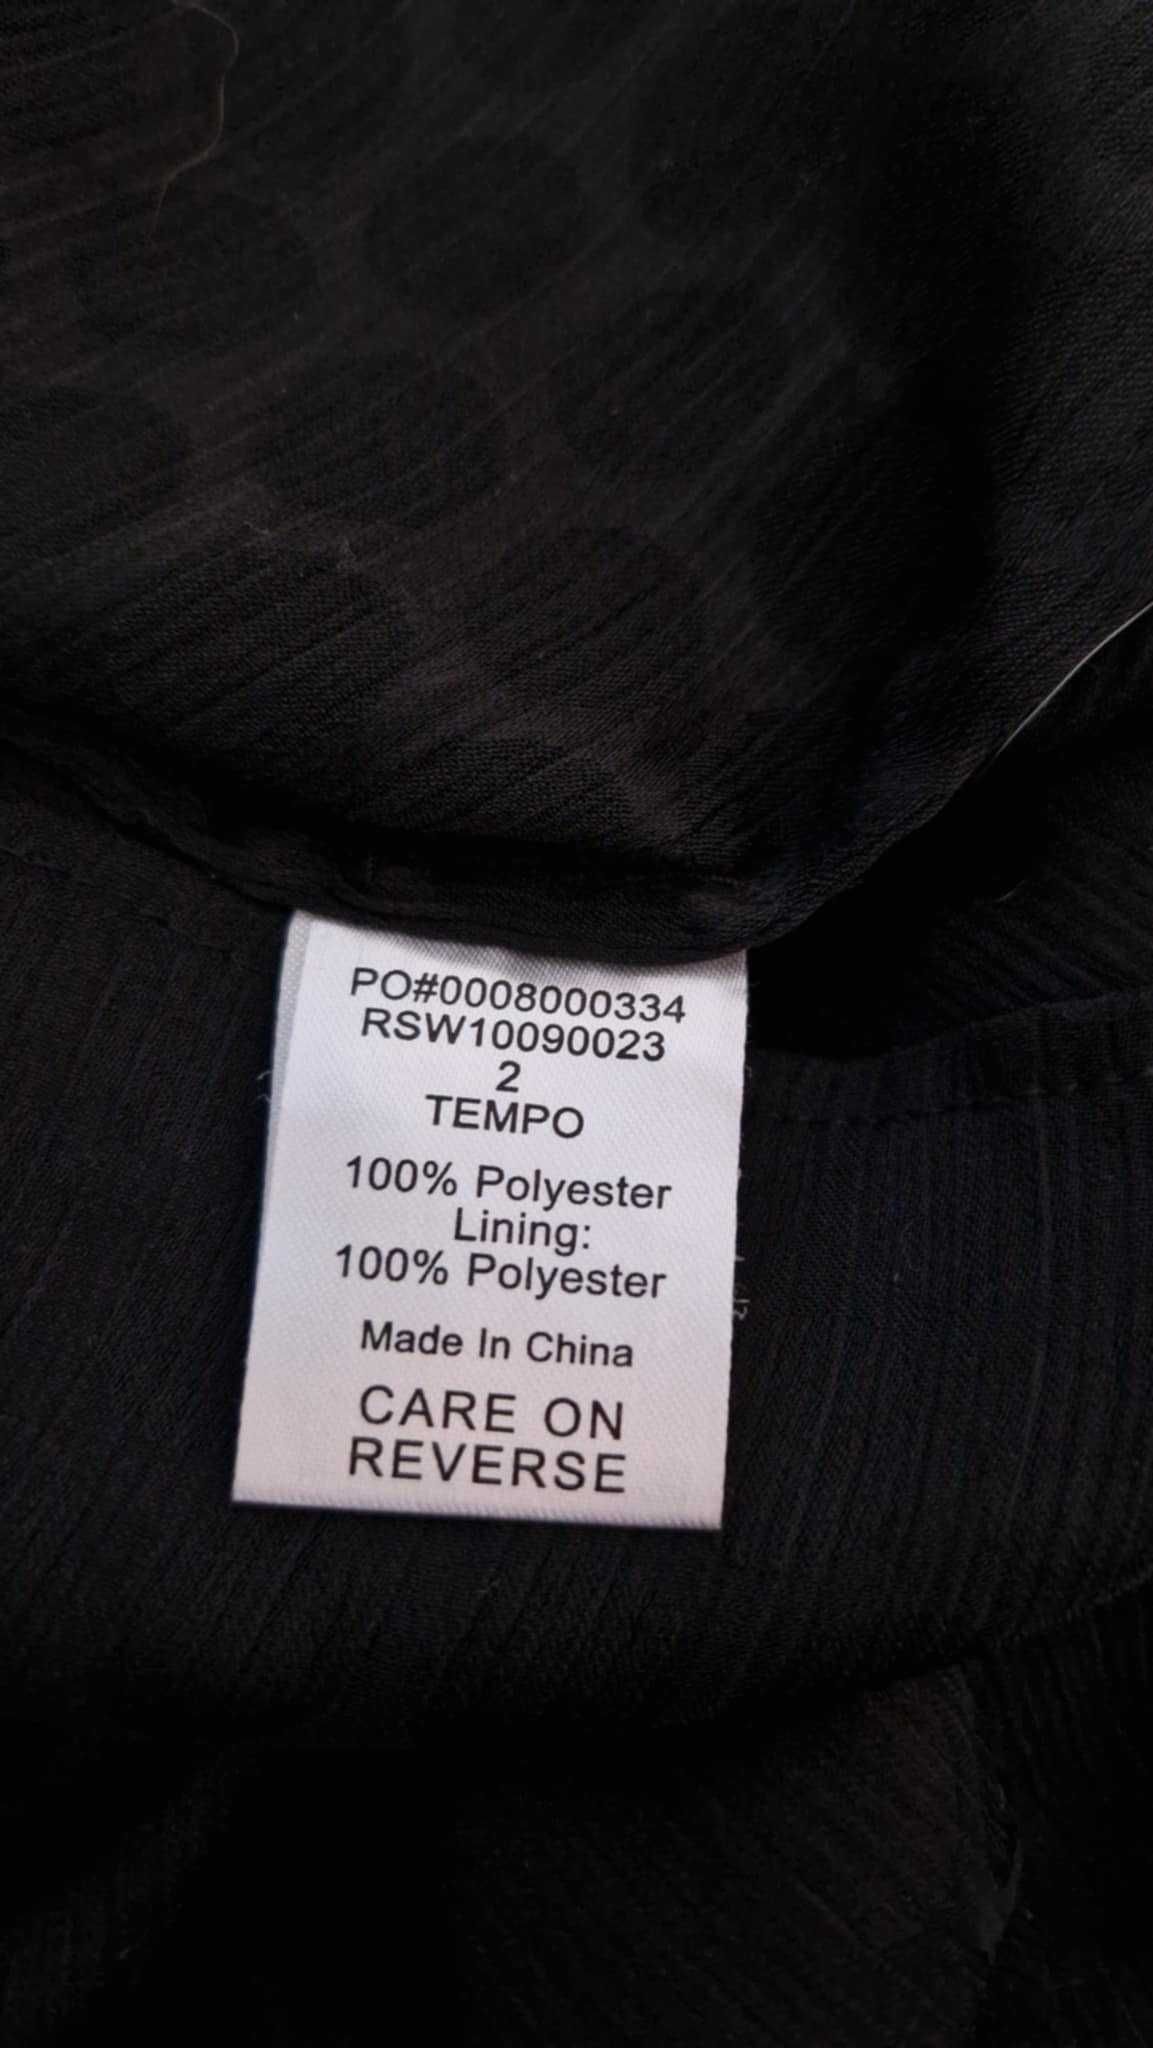 PO#0008000334
RSW10090023
2
TEMPO
100% Polyester
Lining:
100% Polyester
Made In China
CARE ON
REVERSE